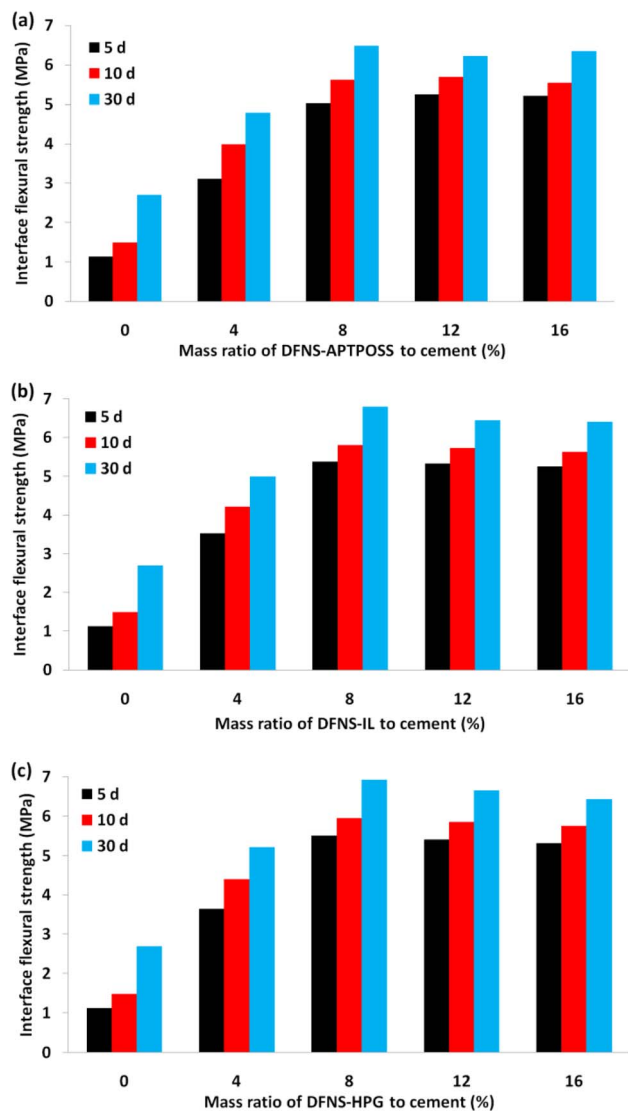 (a)
7
6
5
4
3
2
1
0
Interface flexural strength (MPa)
5 d
10 d
30 d
0 4 8 12 16
Mass ratio of DFNS-APTPOSS to cement (%)
(b)
7
6
5
4
3
2
1
0
Interface flexural strength (MPa)
5 d
10 d
30 d
0 4 8 12 16
Mass ratio of DFNS-IL to cement (%)
(c)
7
6
5
4
3
2
1
0
Interface flexural strength (MPa)
5 d
10 d
30 d
0 4 8 12 16
Mass ratio of DFNS-HPG to cement (%)